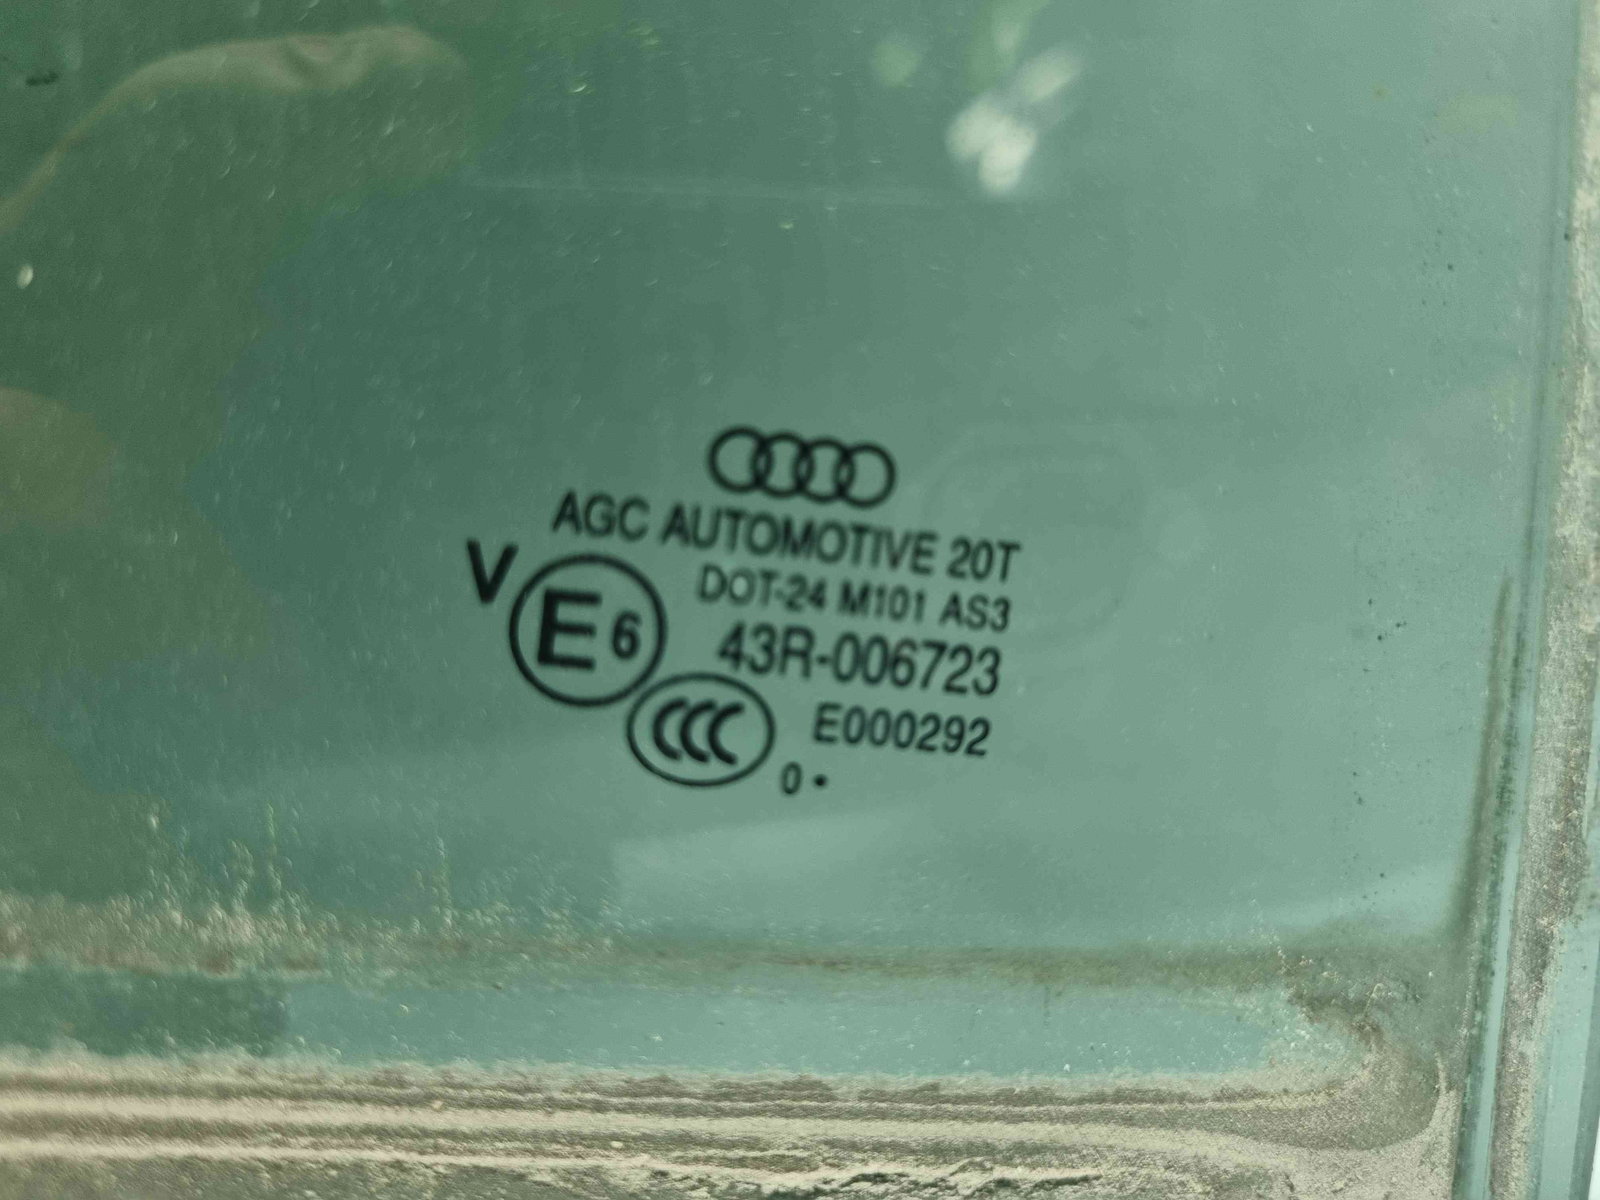 AGC AUTOMOTIVE 20T
V
E6
DOT-24 M101 AS3
43R-006723
CCC
E000292
0 •